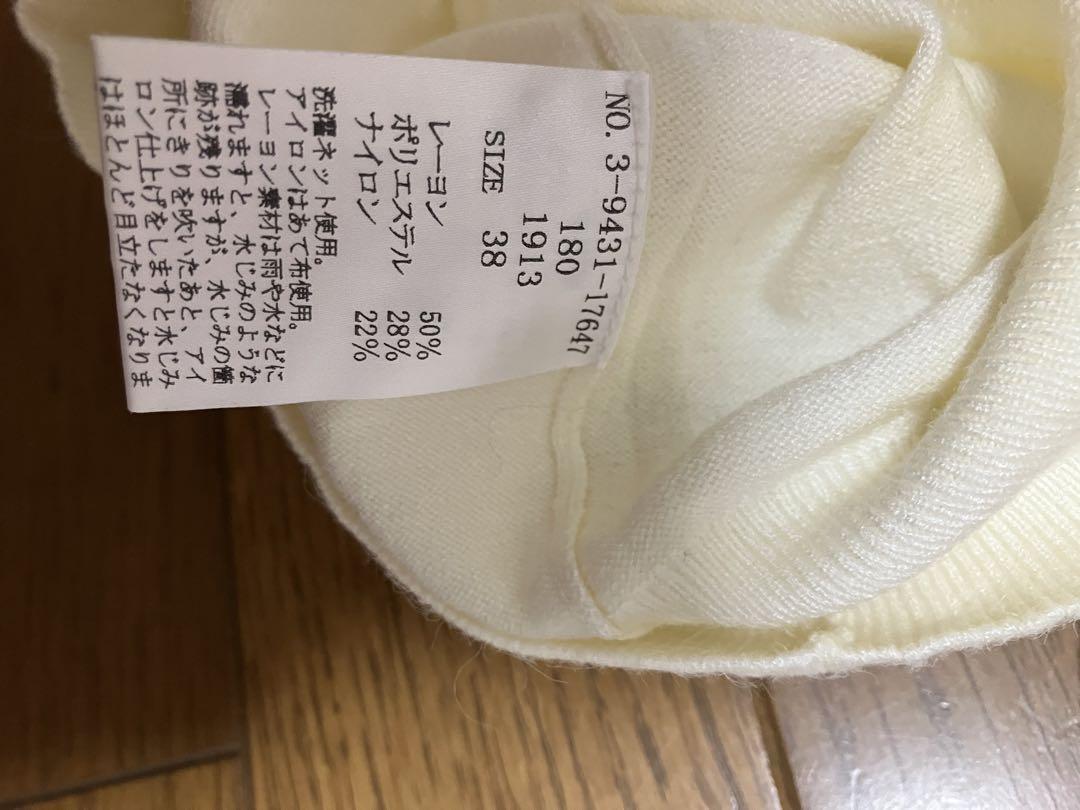 NO. 3-9431-17647
180
1913
SIZE 38
レーヨン 50%
ポリエステル 28%
ナイロン 22%
洗濯ネット使用。
アイロンはあて布使用。
レーヨン素材は雨や水などに
濡れますと、水じみのような
跡が残りますが、水じみの箇
所にきりを吹いたあと、アイ
ロン仕上げをしますと水じみ
はほとんど目立たなくなりま